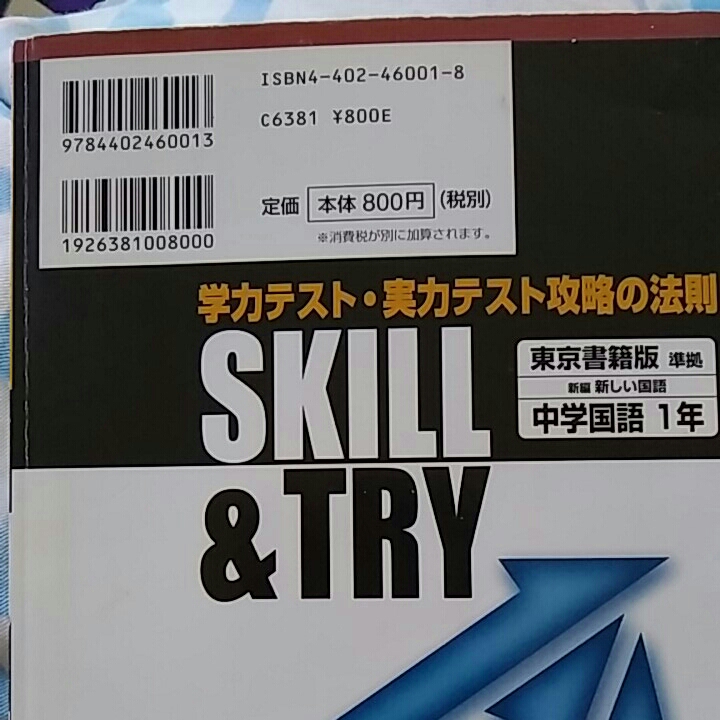 ISBN4-402-46001-8
C6381 ¥800E
9784402460013
1926381008000
定価 本体 800円 (税別)
※消費税が別に加算されます。
学力テスト・実力テスト攻略の法則
SKILL
&TRY
東京書籍版 準拠
新編 新しい国語
中学国語 1年